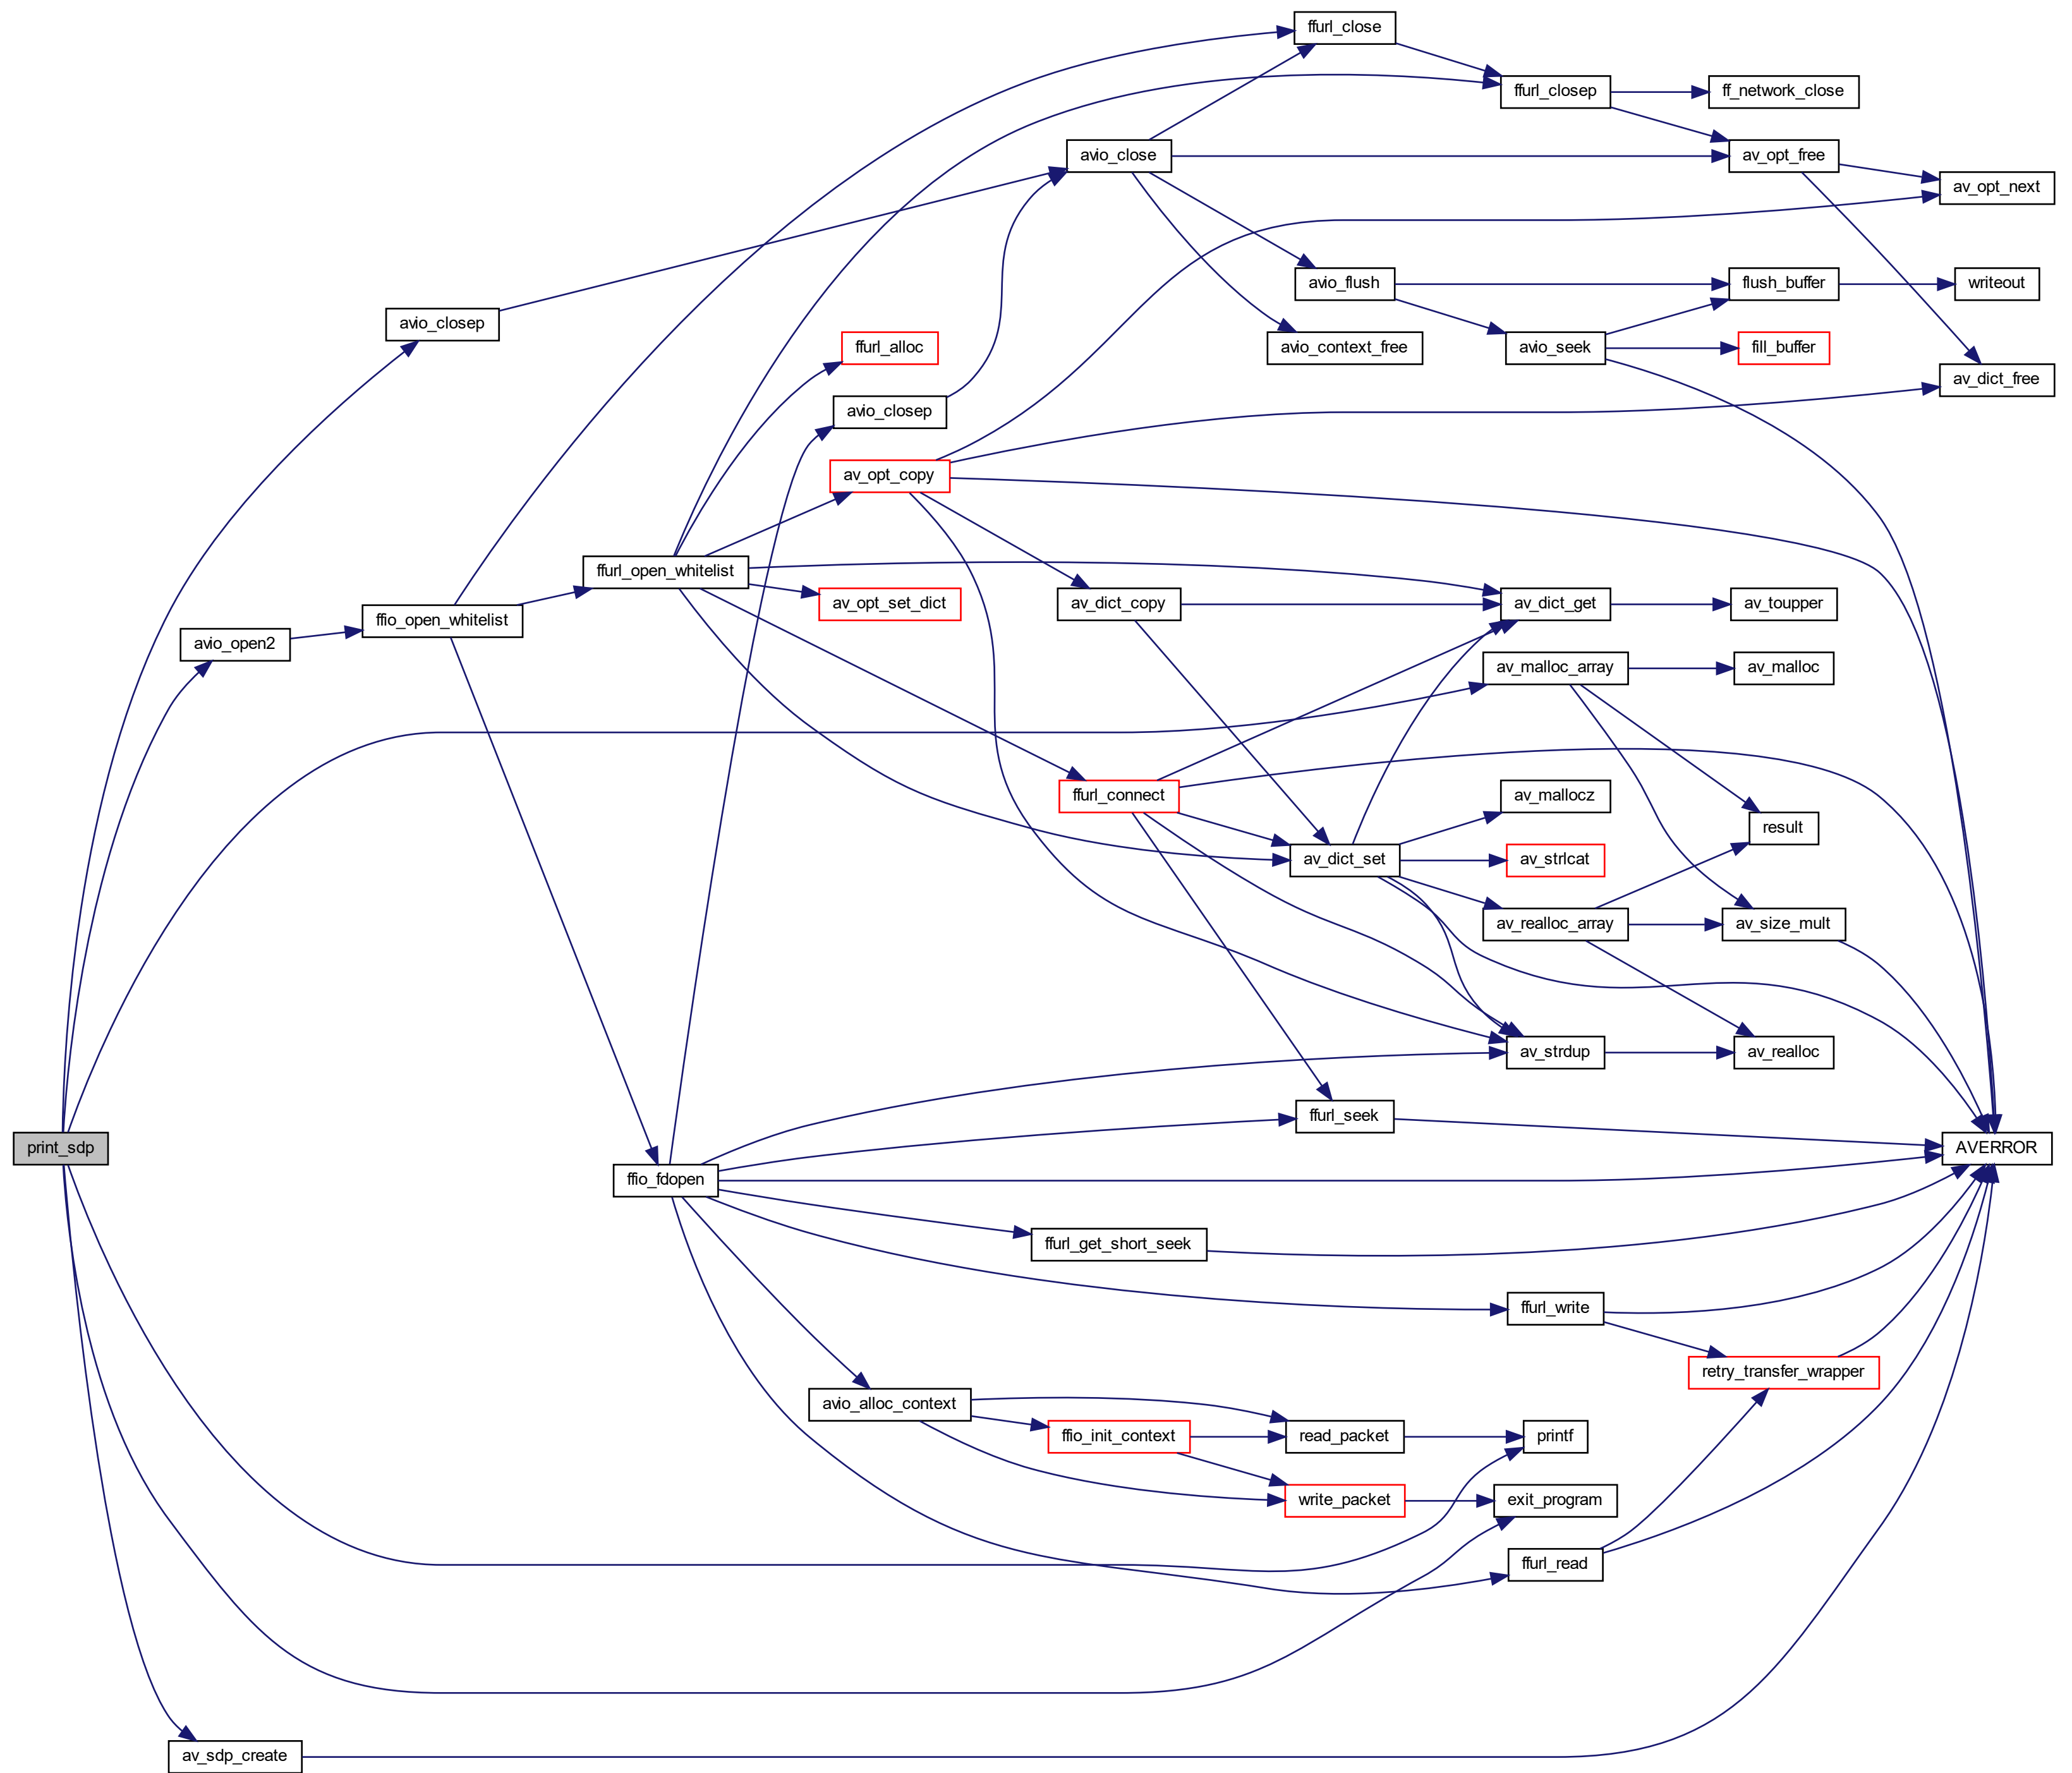 ffurl_close
ffurl_closep
ff_network_close
avio_close
av_opt_free
av_opt_next
avio_flush
flush_buffer
writeout
avio_closep
ffurl_alloc
avio_context_free
avio_seek
fill_buffer
av_dict_free
avio_closep
av_opt_copy
ffurl_open_whitelist
av_opt_set_dict
av_dict_copy
av_dict_get
av_toupper
ffio_open_whitelist
avio_open2
av_malloc_array
av_malloc
ffurl_connect
av_mallocz
result
av_dict_set
av_strlcat
av_realloc_array
av_size_mult
av_strdup
av_realloc
ffurl_seek
print_sdp
AVERROR
ffio_fdopen
ffurl_get_short_seek
ffurl_write
retry_transfer_wrapper
avio_alloc_context
ffio_init_context
read_packet
printf
write_packet
exit_program
ffurl_read
av_sdp_create